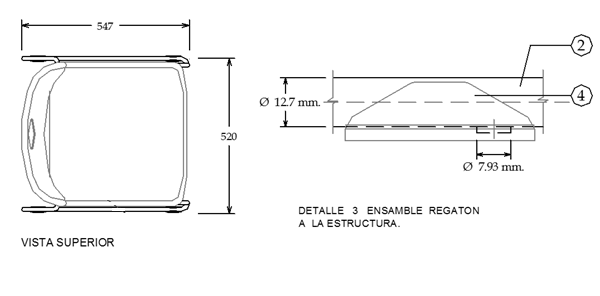 547
520
VISTA SUPERIOR
2
4
Ø 12.7 mm.
Ø 7.93 mm.
DETALLE 3 ENSAMBLE REGATON
A LA ESTRUCTURA.